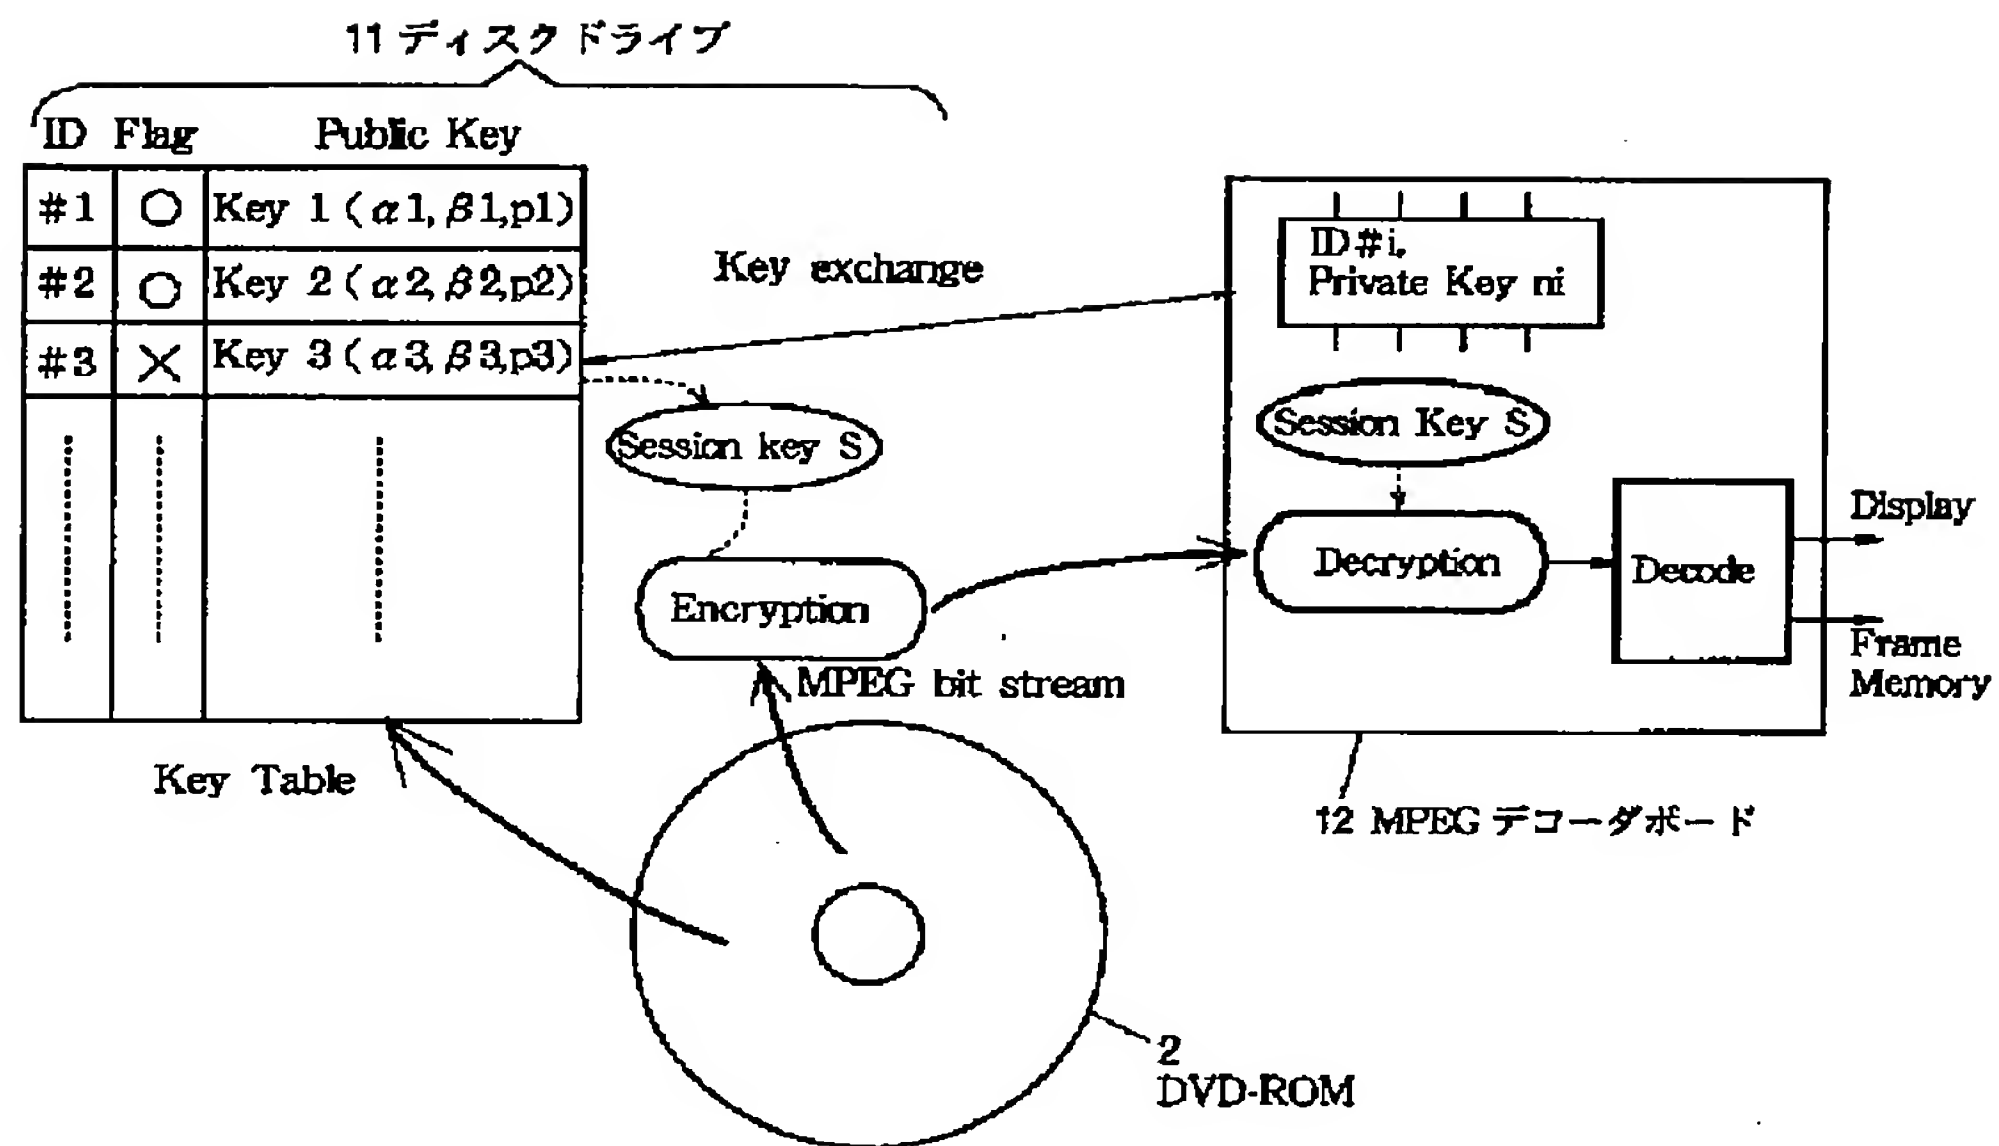 11 ディスクドライブ
ID Flag Public Key
#1 ○ Key 1 (α1, β1,p1)
#2 ○ Key 2 (α2, β2,p2)
#3 × Key 3 (α3, β3,p3)
Key Table
Key exchange
Session key S
Encryption
MPEG bit stream
2
DVD-ROM
ID#i,
Private Key ni
Session Key S
Decryption
Decode
Display
Frame
Memory
12 MPEG デコーダボード